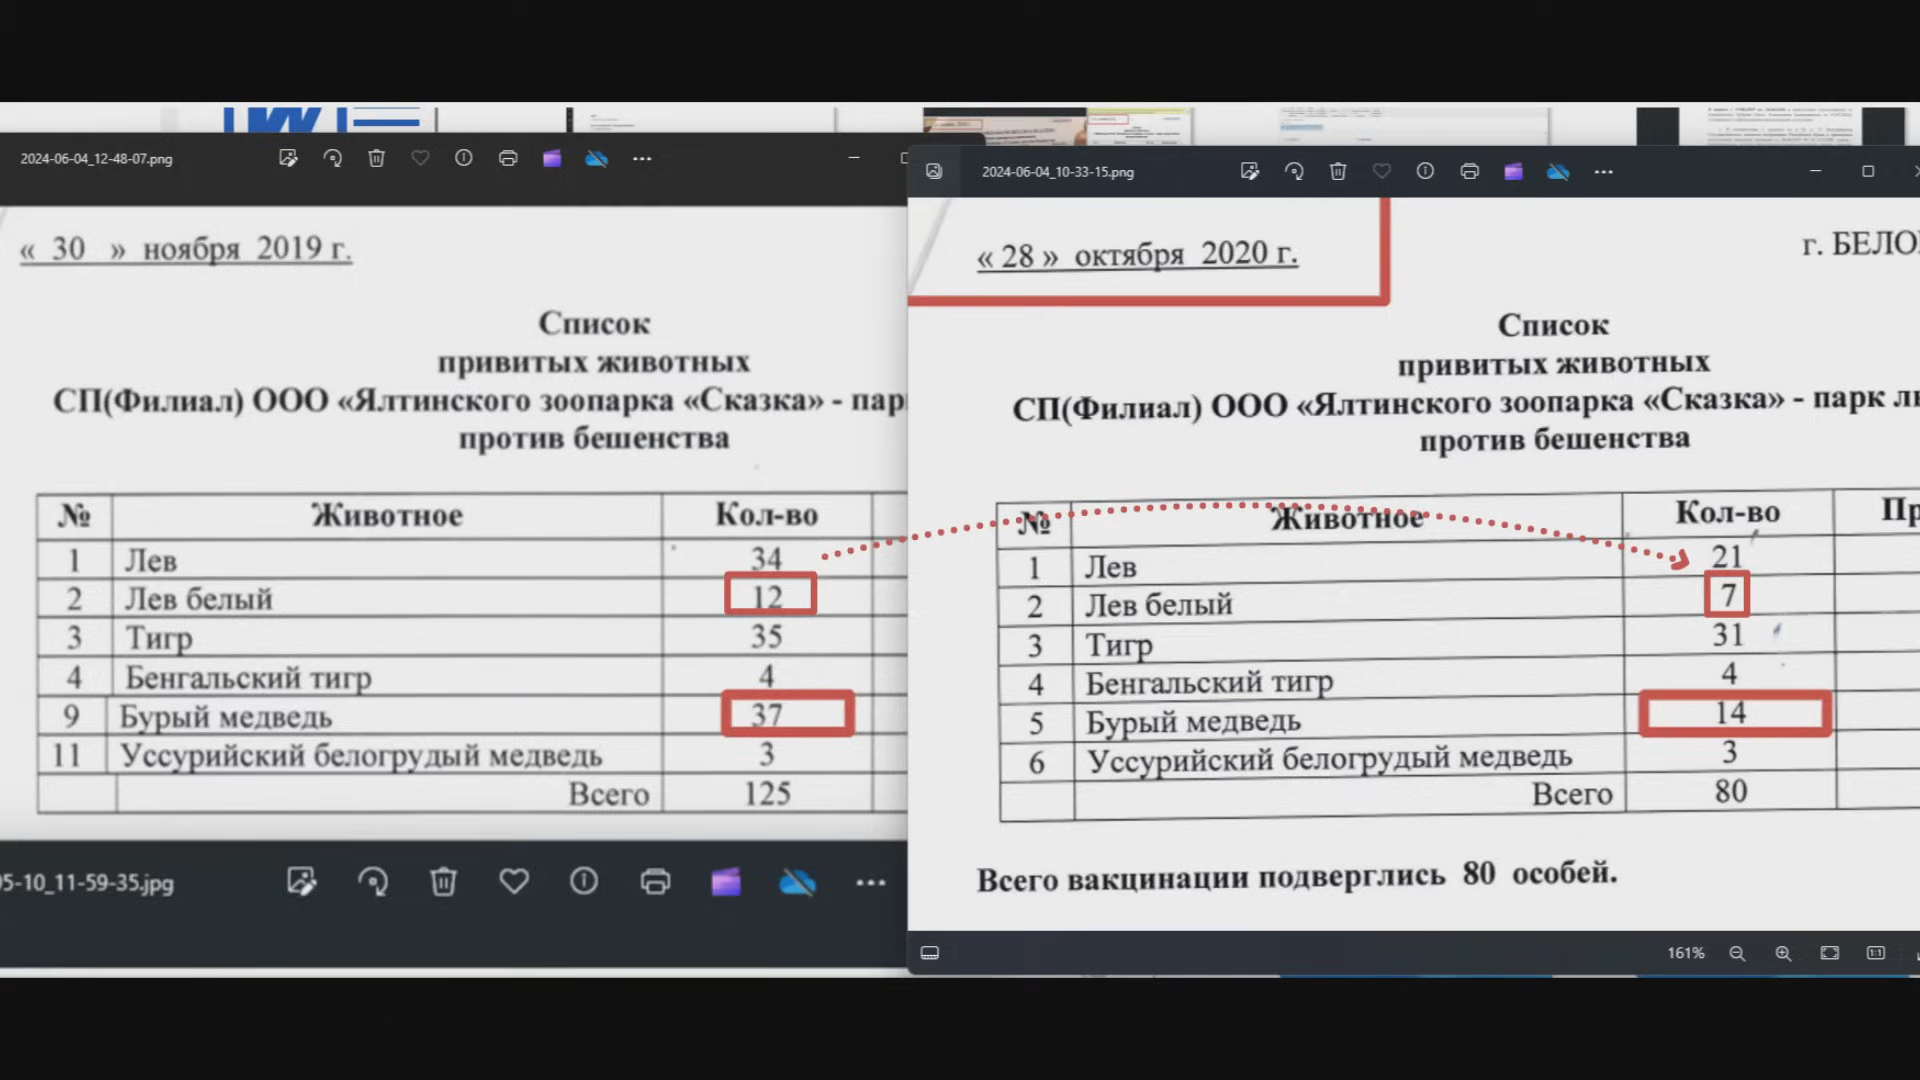 2024-06-04_12-48-07.png
« 30 » ноября 2019 г.
Список
привитых животных
СП(Филиал) ООО «Ялтинского зоопарка «Сказка» - пар
против бешенства
№ Животное Кол-во
1 Лев 34
2 Лев белый 12
3 Тигр 35
4 Бенгальский тигр 4
9 Бурый медведь 37
11 Уссурийский белогрудый медведь 3
Всего 125
05-10_11-59-35.jpg
2024-06-04_10-33-15.png
« 28 » октября 2020 г.
г. БЕЛО
Список
привитых животных
СП(Филиал) ООО «Ялтинского зоопарка «Сказка» - парк ль
против бешенства
№ Животное Кол-во Пр
1 Лев 21
2 Лев белый 7
3 Тигр 31
4 Бенгальский тигр 4
5 Бурый медведь 14
6 Уссурийский белогрудый медведь 3
Всего 80
Всего вакцинации подверглись 80 особей.
161%